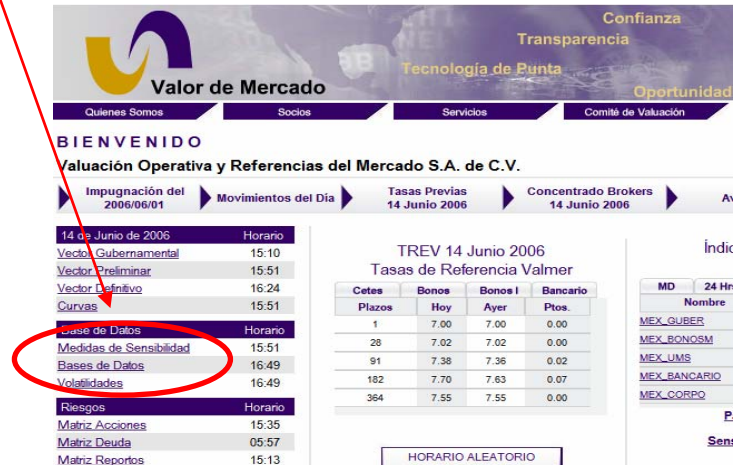 Confianza
Transparencia
Tecnología de Punta
Oportunidad
Valor de Mercado
Quienes Somos Socios Servicios Comité de Valuación
BIENVENIDO
Valuación Operativa y Referencias del Mercado S.A. de C.V.
Impugnación del 2006/06/01
Movimientos del Día
Tasas Previas 14 Junio 2006
Concentrado Brokers 14 Junio 2006
14 de Junio de 2006 Horario
Vector Gubernamental 15:10
Vector Preliminar 15:51
Vector Definitivo 16:24
Curvas 15:51
Base de Datos Horario
Medidas de Sensibilidad 15:51
Bases de Datos 16:49
Volatilidades 16:49
Riesgos Horario
Matriz Acciones 15:35
Matriz Deuda 05:57
Matriz Reportos 15:13
TREV 14 Junio 2006
Tasas de Referencia Valmer
Cetes Bonos Bonos I Bancario
Plazos Hoy Ayer Ptos.
1 7.00 7.00 0.00
28 7.02 7.02 0.00
91 7.38 7.36 0.02
182 7.70 7.63 0.07
364 7.55 7.55 0.00
HORARIO ALEATORIO
Índic
MD 24 Hrs
Nombre
MEX_GUBER
MEX_BONOSM
MEX_UMS
MEX_BANCARIO
MEX_CORPO
Sens